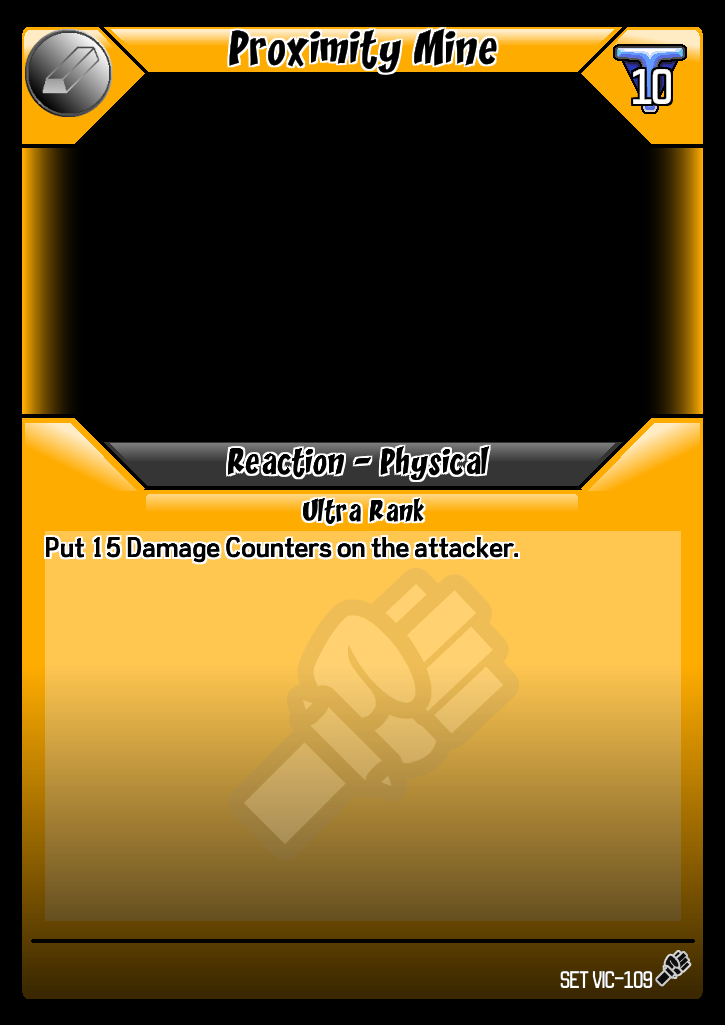 Proximity Mine
10
Reaction - Physical
Ultra Rank
Put 15 Damage Counters on the attacker.
SET VIC-109